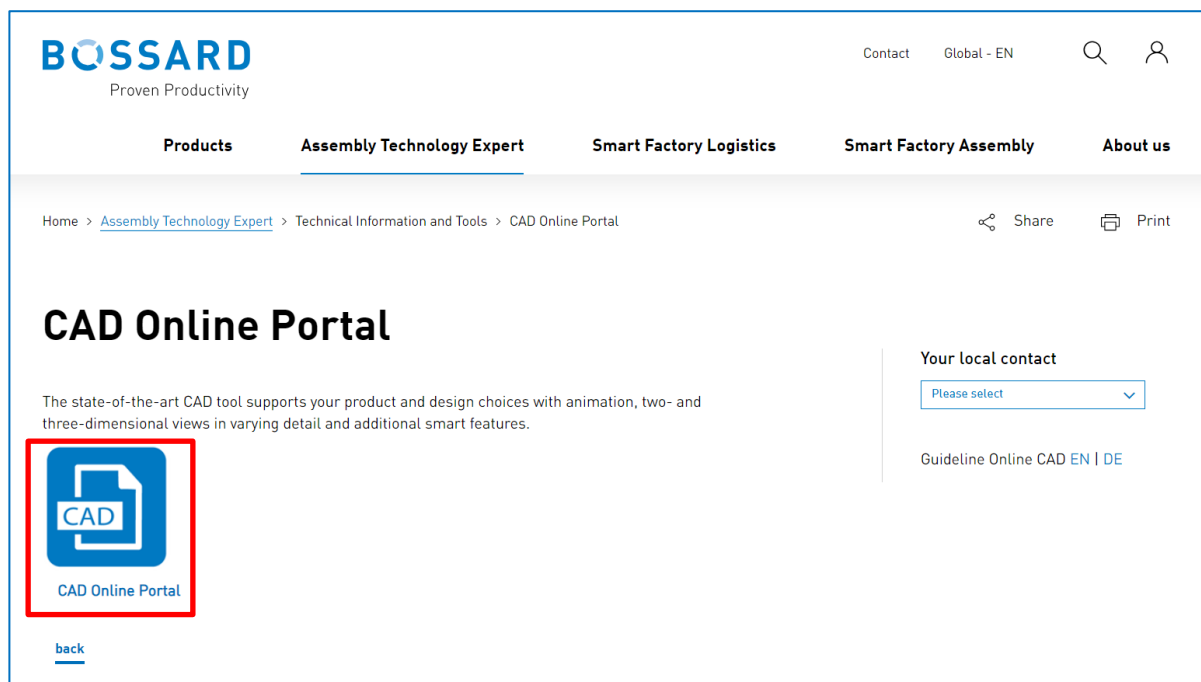 BOSSARD
Proven Productivity
Contact Global - EN
Products Assembly Technology Expert Smart Factory Logistics Smart Factory Assembly About us
Home > Assembly Technology Expert > Technical Information and Tools > CAD Online Portal
Share Print
CAD Online Portal
The state-of-the-art CAD tool supports your product and design choices with animation, two- and
three-dimensional views in varying detail and additional smart features.
CAD
CAD Online Portal
back
Your local contact
Please select
Guideline Online CAD EN | DE